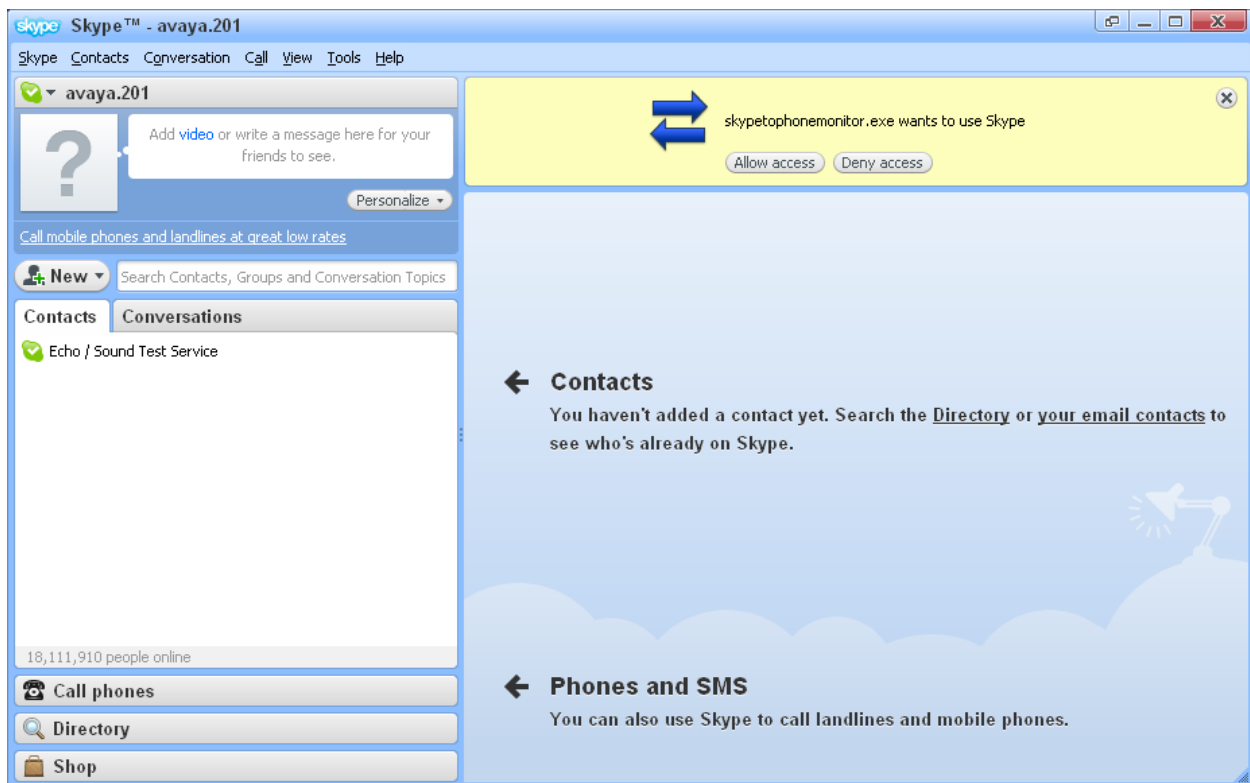 skype Skype™ - avaya.201
Skype Contacts Conversation Call View Tools Help
avaya.201
Add video or write a message here for your
friends to see.
Personalize
Call mobile phones and landlines at great low rates
New
Search Contacts, Groups and Conversation Topics
Contacts Conversations
Echo / Sound Test Service
18,111,910 people online
Call phones
Directory
Shop
skypetophonemonitor.exe wants to use Skype
Allow access Deny access
Contacts
You haven't added a contact yet. Search the Directory or your email contacts to
see who's already on Skype.
Phones and SMS
You can also use Skype to call landlines and mobile phones.